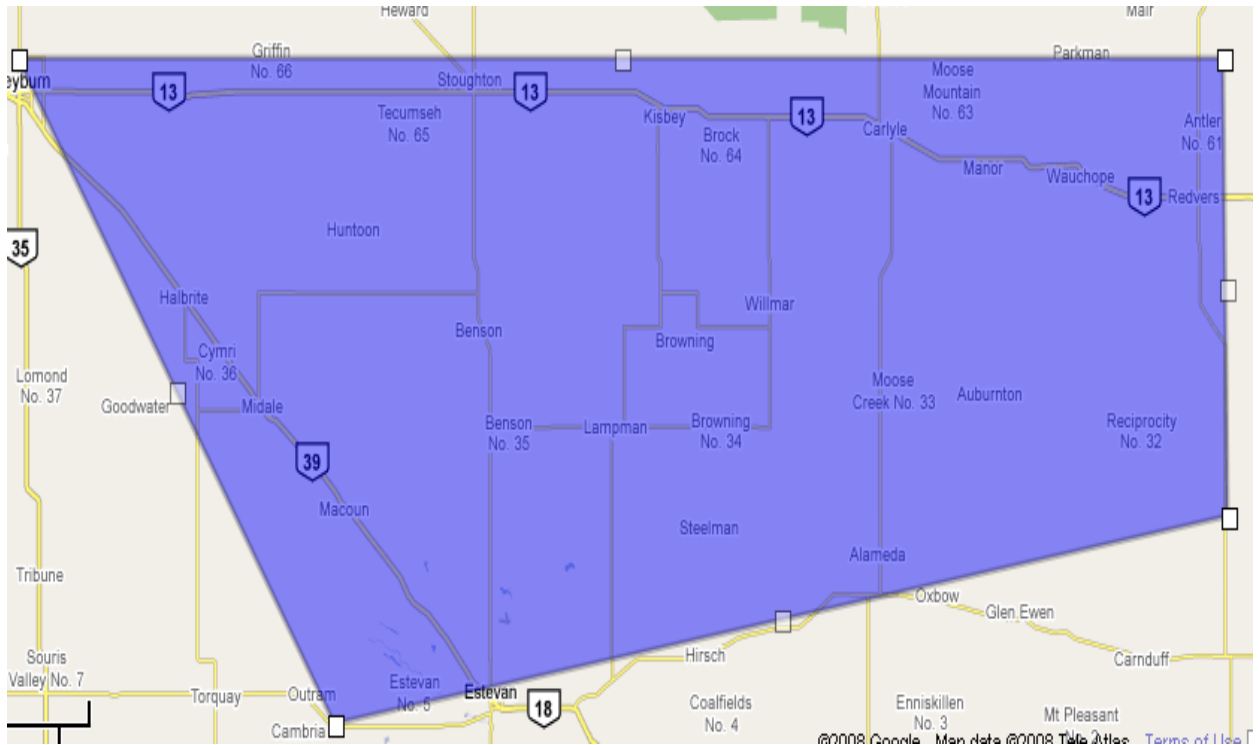 Heward
Mair
Griffin
No. 66
Parkman
eyburn
13
Stoughton
13
Moose
Mountain
No. 63
Tecumseh
No. 65
Kisbey
13
Carlyle
Brock
No. 64
Antler
No. 61
Manor
Wauchope
13
Redvers
35
Huntoon
Halbrite
Willmar
Benson
Browning
Cymri
No. 36
Lomond
No. 37
Goodwater
Midale
Moose
Creek No. 33
Auburnton
Benson
No. 35
Lampman
Browning
No. 34
Reciprocity
No. 32
39
Macoun
Steelman
Alameda
Tribune
Oxbow
Glen Ewen
Souris
Valley No. 7
Hirsch
Carnduff
Torquay
Outram
Estevan
No. 5
Estevan
18
Cambria
Coalfields
No. 4
Enniskillen
No. 3
Mt Pleasant
No. 2
©2008 Google - Map data ©2008 Tele Atlas - Terms of Use